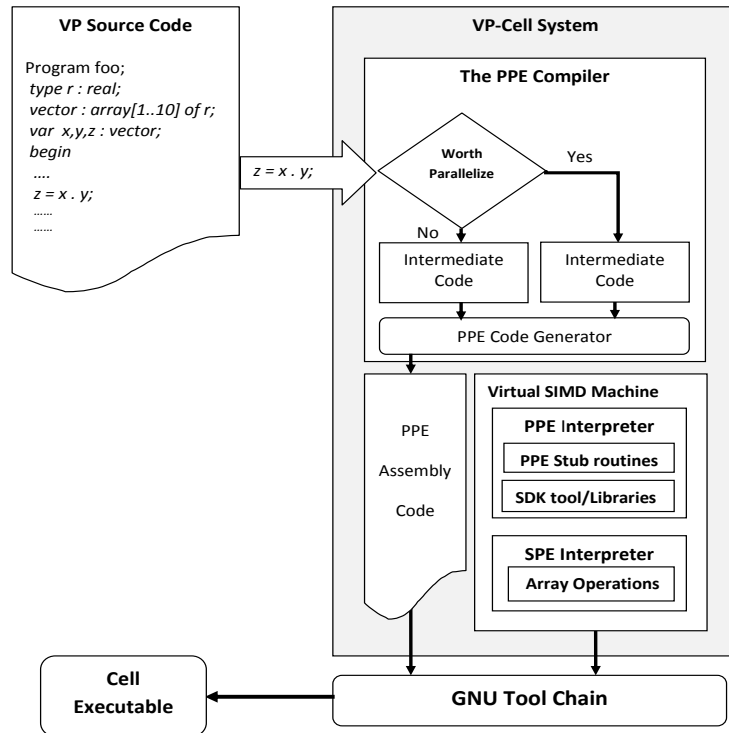 VP Source Code
Program foo;
type r : real;
vector : array[1..10] of r;
var x,y,z : vector;
begin
....
z = x . y;
......
......
z = x . y;
VP-Cell System
The PPE Compiler
Worth
Parallelize
Yes
No
Intermediate
Code
Intermediate
Code
PPE Code Generator
PPE
Assembly
Code
Virtual SIMD Machine
PPE Interpreter
PPE Stub routines
SDK tool/Libraries
SPE Interpreter
Array Operations
Cell
Executable
GNU Tool Chain